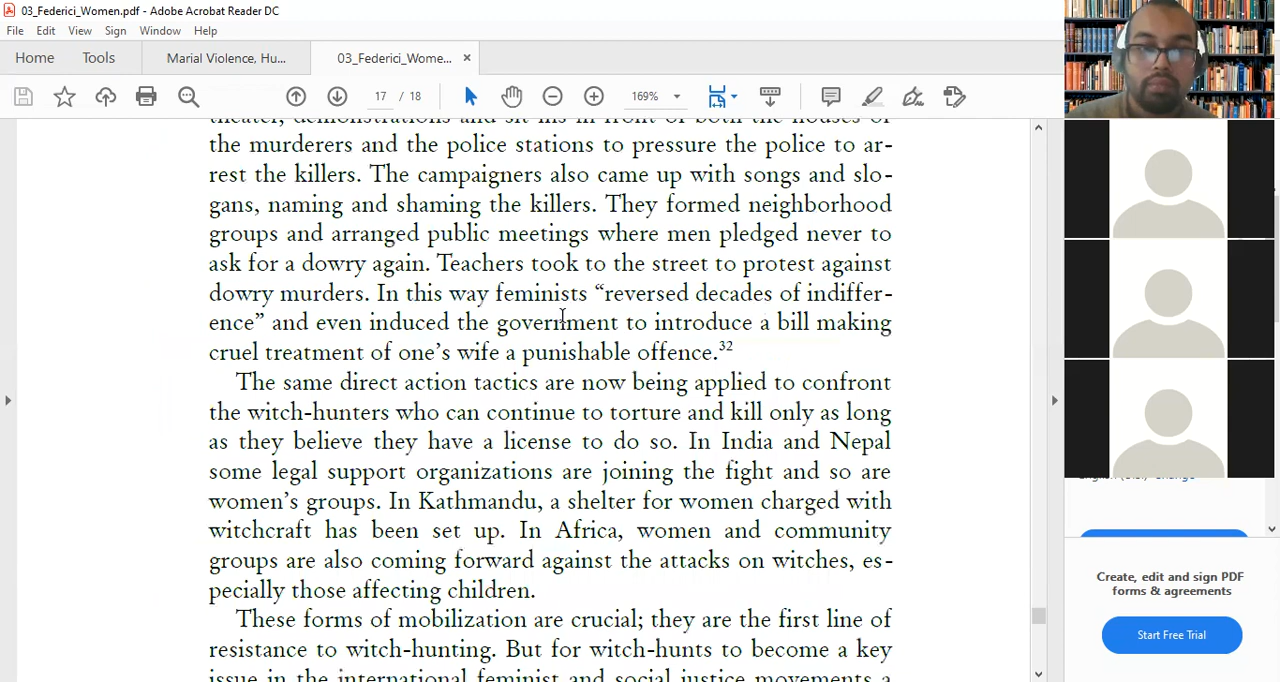 03_Federici_Women.pdf - Adobe Acrobat Reader DC
File Edit View Sign Window Help
Home Tools Marial Violence, Hu... 03_Federici_Wome... ×
17 / 18 169%
theater, demonstrations and sit-ins in front of both the houses of
the murderers and the police stations to pressure the police to ar-
rest the killers. The campaigners also came up with songs and slo-
gans, naming and shaming the killers. They formed neighborhood
groups and arranged public meetings where men pledged never to
ask for a dowry again. Teachers took to the street to protest against
dowry murders. In this way feminists “reversed decades of indiffer-
ence” and even induced the government to introduce a bill making
cruel treatment of one’s wife a punishable offence.32
The same direct action tactics are now being applied to confront
the witch-hunters who can continue to torture and kill only as long
as they believe they have a license to do so. In India and Nepal
some legal support organizations are joining the fight and so are
women’s groups. In Kathmandu, a shelter for women charged with
witchcraft has been set up. In Africa, women and community
groups are also coming forward against the attacks on witches, es-
pecially those affecting children.
These forms of mobilization are crucial; they are the first line of
resistance to witch-hunting. But for witch-hunts to become a key
issue in the international feminist and social justice movements a
Change
Create, edit and sign PDF
forms & agreements
Start Free Trial